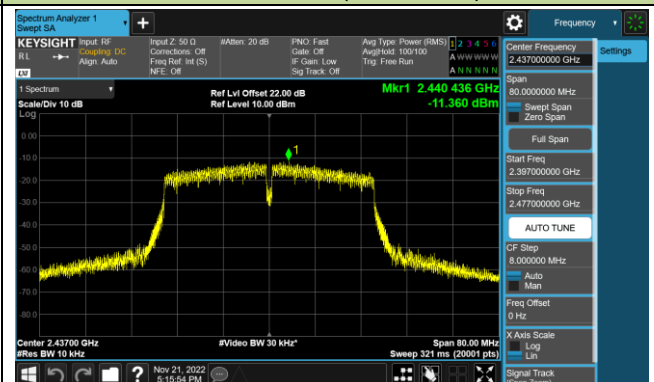 Spectrum Analyzer 1
Swept SA
Frequency
KEYSIGHT
RL
LXI
Input: RF
Coupling: DC
Align: Auto
Input Z: 50 Ω
Corrections: Off
Freq Ref: Int (S)
NFE: Off
#Atten: 20 dB
PNO: Fast
Gate: Off
IF Gain: Low
Sig Track: Off
Avg Type: Power (RMS)
Avg|Hold: 100/100
Trig: Free Run
1 2 3 4 5 6
A W W W W W
A N N N N N
Center Frequency
2.437000000 GHz
Settings
Span
80.0000000 MHz
Swept Span
Zero Span
Full Span
Start Freq
2.397000000 GHz
Stop Freq
2.477000000 GHz
AUTO TUNE
CF Step
8.000000 MHz
Auto
Man
Freq Offset
0 Hz
X Axis Scale
Log
Lin
Signal Track
1 Spectrum
Scale/Div 10 dB
Log
Ref Lvl Offset 22.00 dB
Ref Level 10.00 dBm
Mkr1 2.440 436 GHz
-11.360 dBm
1
0.00
-10.0
-20.0
-30.0
-40.0
-50.0
-60.0
-70.0
-80.0
Center 2.43700 GHz
#Res BW 10 kHz
#Video BW 30 kHz*
Span 80.00 MHz
Sweep 321 ms (20001 pts)
?
Nov 21, 2022
5:15:54 PM